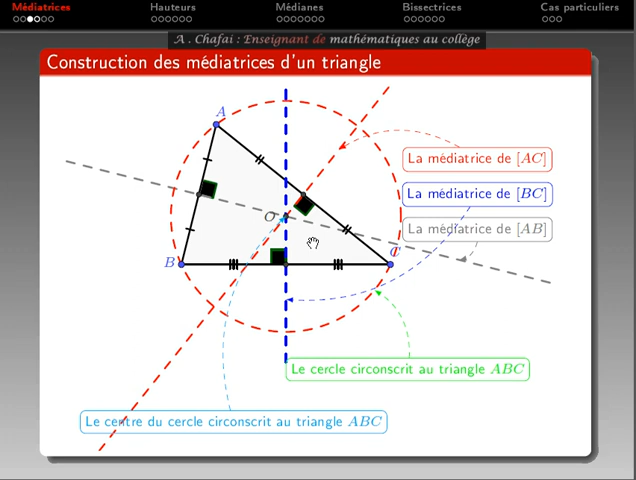 Médiatrices Hauteurs Médianes Bissectrices Cas particuliers
A . Chafai : Enseignant de mathématiques au collège
Construction des médiatrices d'un triangle
A
La médiatrice de [AC]
La médiatrice de [BC]
O
La médiatrice de [AB]
C
B
Le cercle circonscrit au triangle ABC
Le centre du cercle circonscrit au triangle ABC